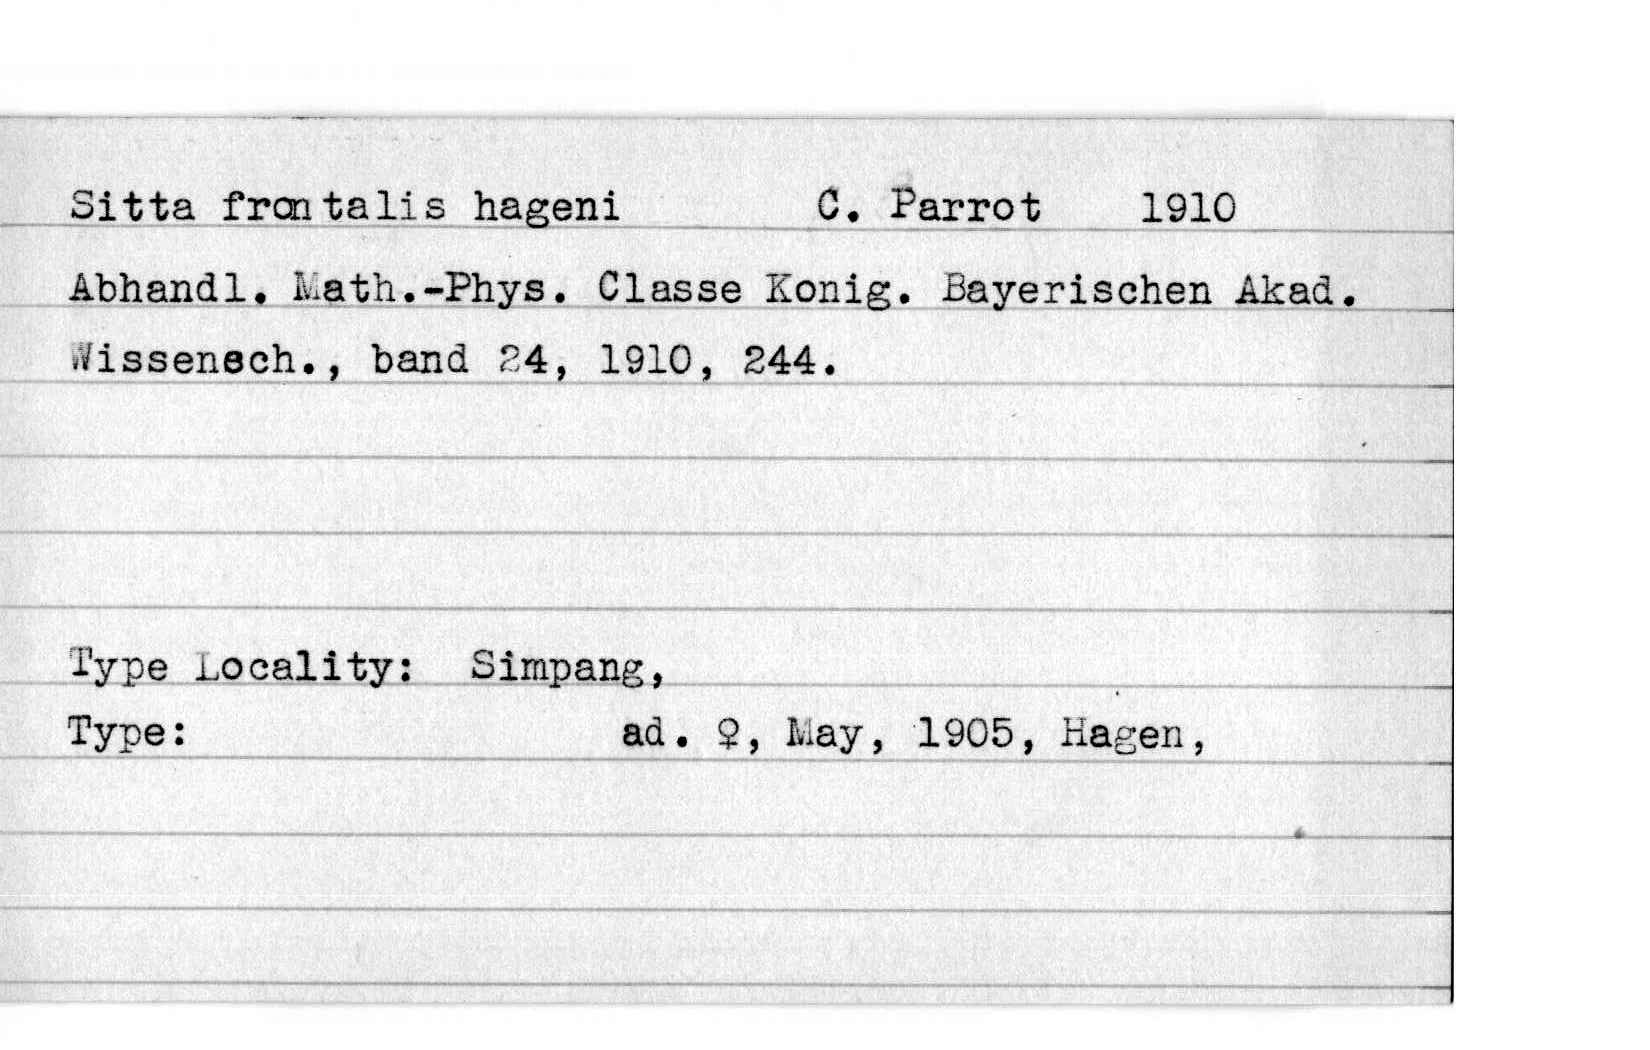 Sitta frontalis hageni C. Parrot 1910
Abhandl. Math.-Phys. Classe Konig. Bayerischen Akad.
Wissensch., band 24, 1910, 244.
Type Locality: Simpang,
Type: ad. ♀, May, 1905, Hagen,